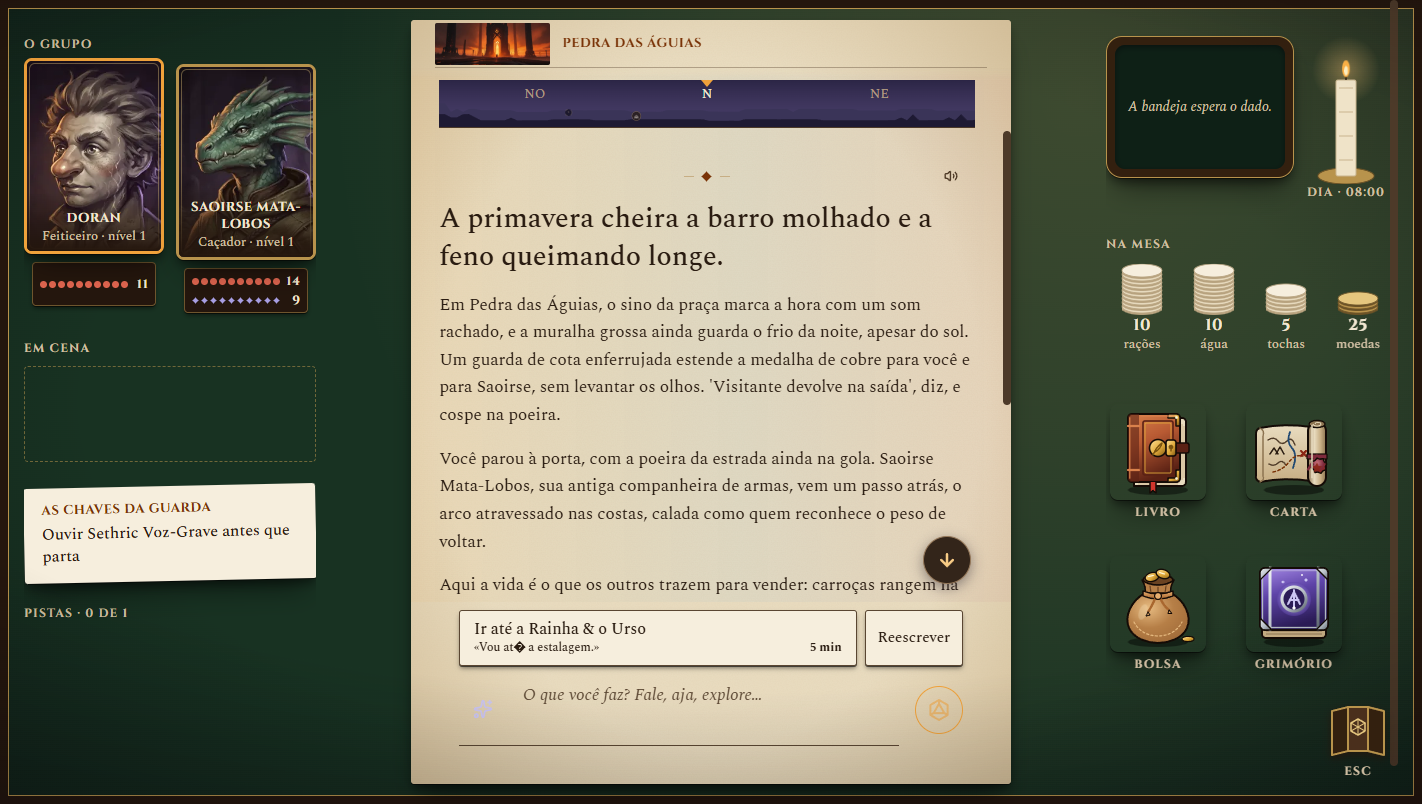 O GRUPO
DORAN
Feiticeiro · nível 1
11
SAOIRSE MATA-
LOBOS
Caçador · nível 1
14
9
EM CENA
AS CHAVES DA GUARDA
Ouvir Sethric Voz-Grave antes que
parta
PISTAS · 0 DE 1
PEDRA DAS ÁGUIAS
NO N NE
A primavera cheira a barro molhado e a
feno queimando longe.
Em Pedra das Águias, o sino da praça marca a hora com um som
rachado, e a muralha grossa ainda guarda o frio da noite, apesar do sol.
Um guarda de cota enferrujada estende a medalha de cobre para você e
para Saoirse, sem levantar os olhos. 'Visitante devolve na saída', diz, e
cospe na poeira.
Você parou à porta, com a poeira da estrada ainda na gola. Saoirse
Mata-Lobos, sua antiga companheira de armas, vem um passo atrás, o
arco atravessado nas costas, calada como quem reconhece o peso de
voltar.
Aqui a vida é o que os outros trazem para vender: carroças rangem na
Ir até a Rainha & o Urso
«Vou at� a estalagem.»
5 min
Reescrever
O que você faz? Fale, aja, explore...
A bandeja espera o dado.
DIA · 08:00
NA MESA
10
rações
10
água
5
tochas
25
moedas
LIVRO
CARTA
BOLSA
GRIMÓRIO
ESC